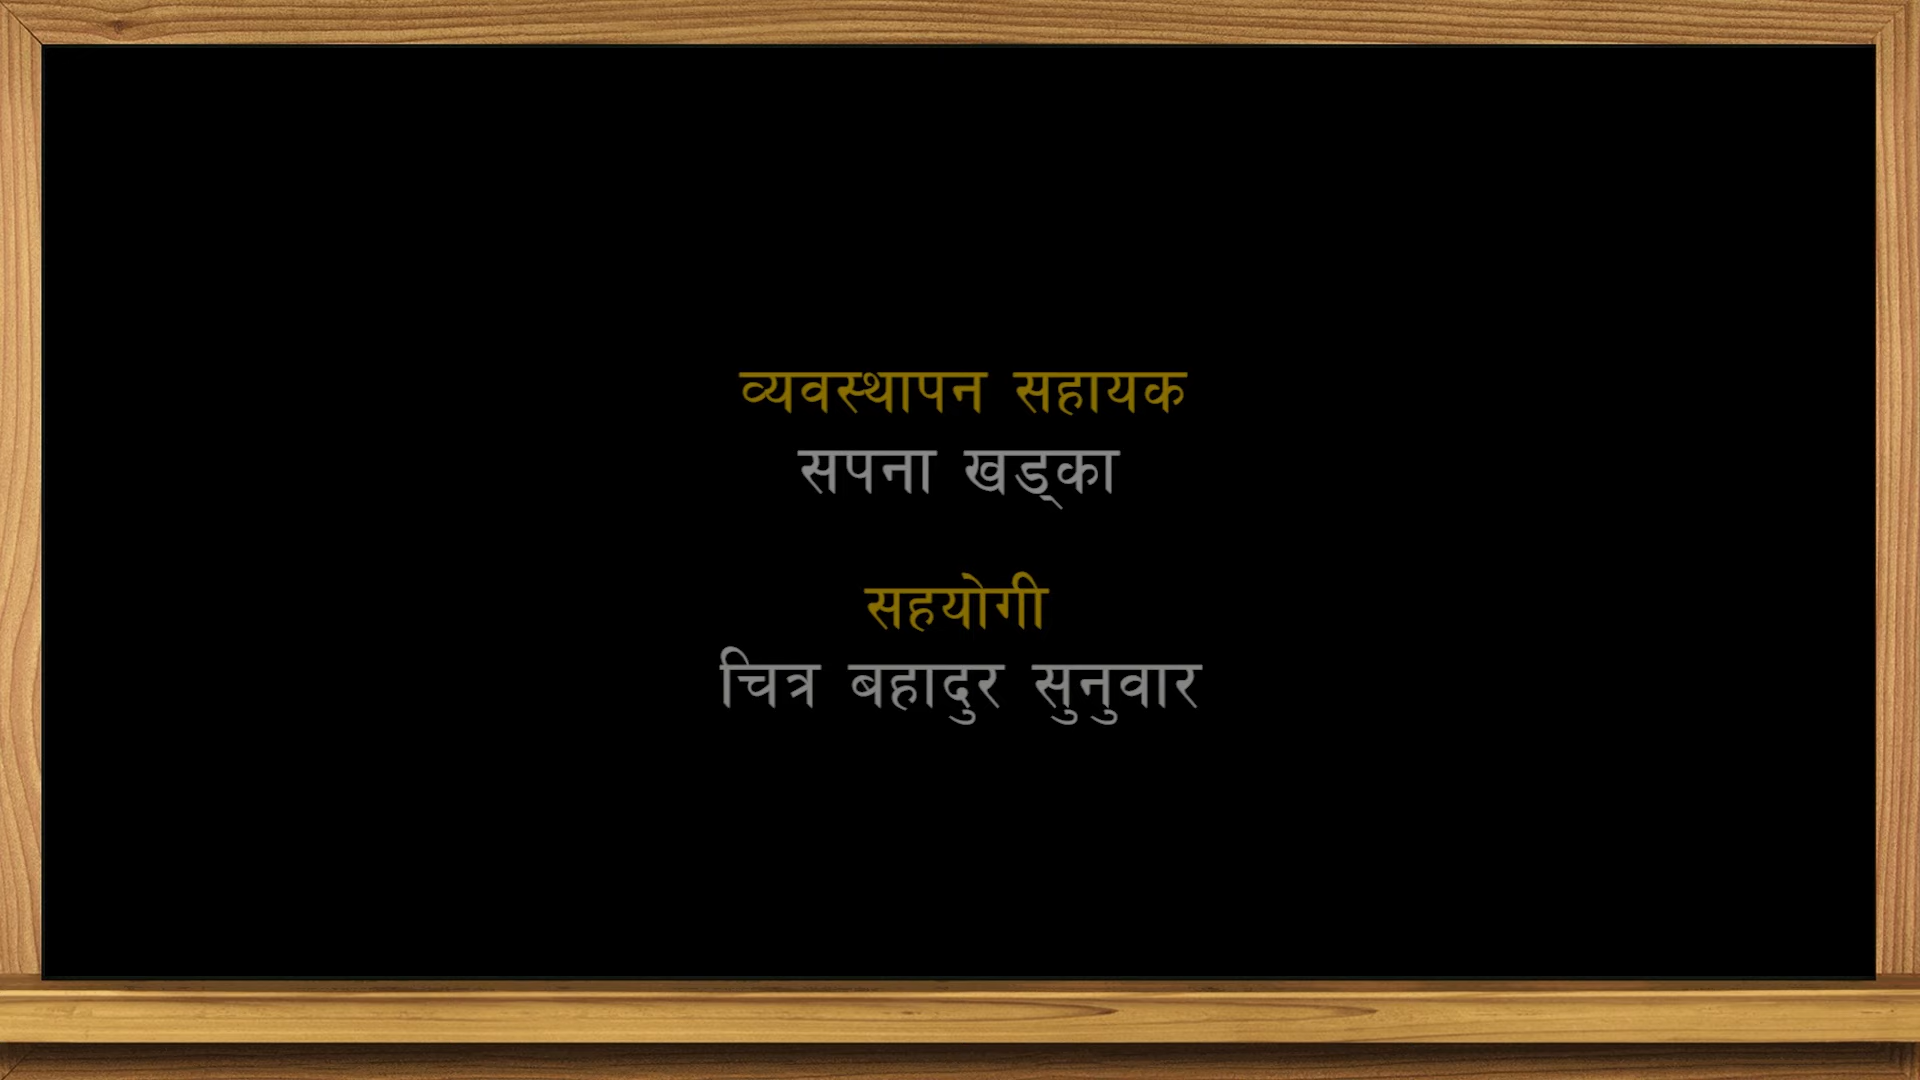 व्यवस्थापन सहायक
सपना खड्का
सहयोगी
चित्र बहादुर सुनुवार